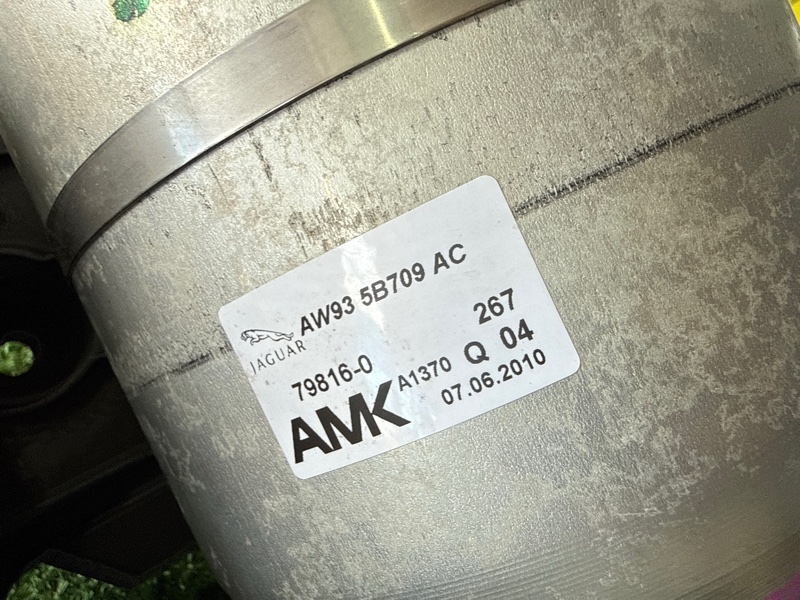 AW93 5B709 AC
JAGUAR
267
79816-0
A1370 Q 04
AMK
07.06.2010